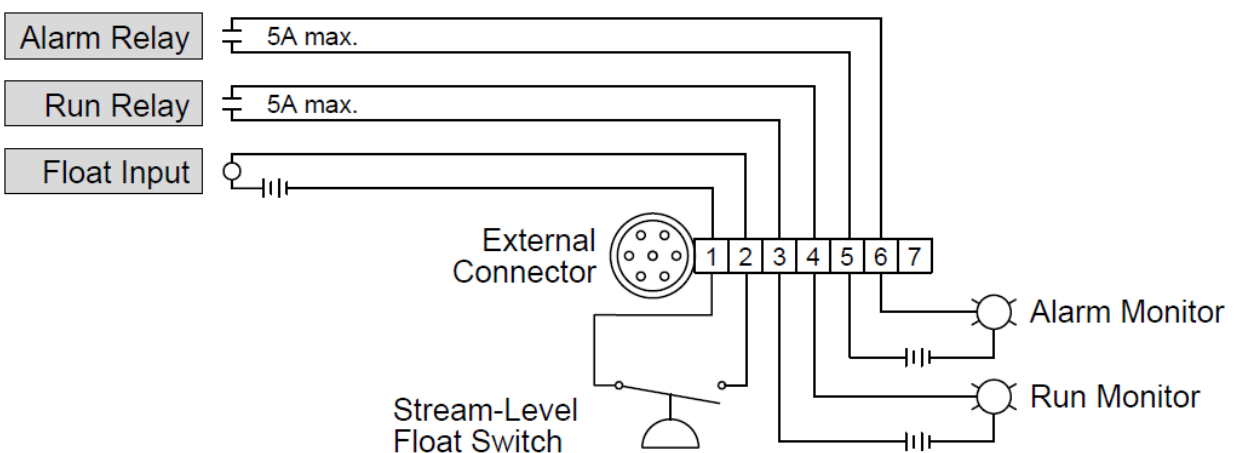 Alarm Relay
5A max.
Run Relay
5A max.
Float Input
External
Connector
1 2 3 4 5 6 7
Alarm Monitor
Run Monitor
Stream-Level
Float Switch